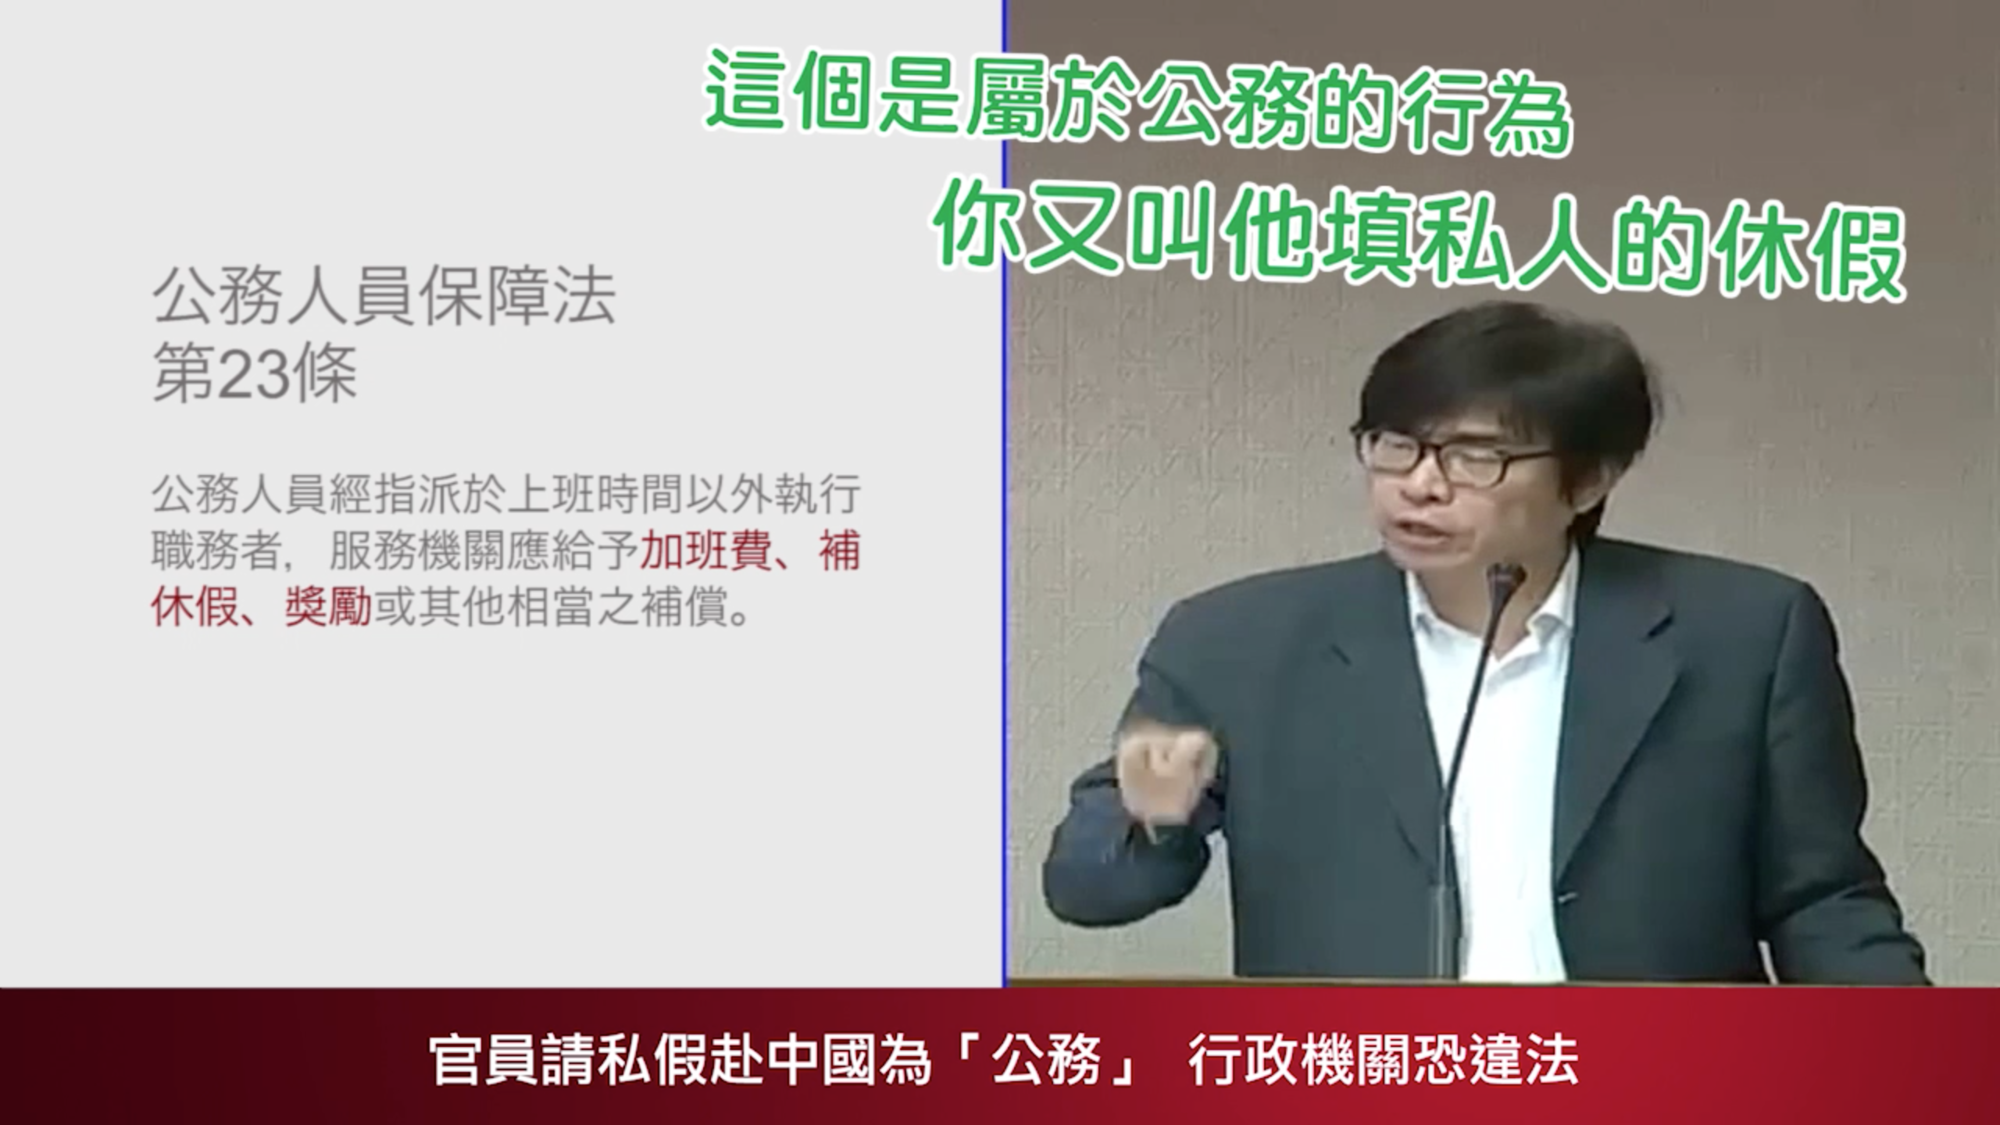 這個是屬於公務的行為
你又叫他填私人的休假
公務人員保障法
第23條
公務人員經指派於上班時間以外執行
職務者，服務機關應給予加班費、補
休假、獎勵或其他相當之補償。
官員請私假赴中國為「公務」 行政機關恐違法